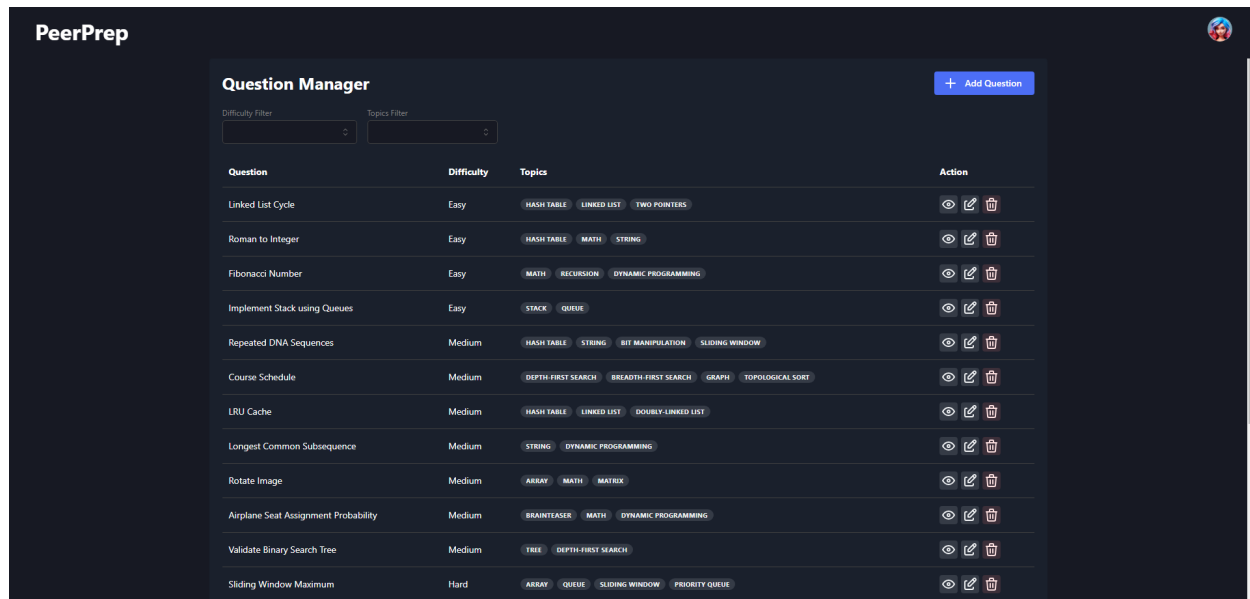 PeerPrep
Question Manager
Add Question
Difficulty Filter Topics Filter
Question Difficulty Topics Action
Linked List Cycle Easy HASH TABLE LINKED LIST TWO POINTERS
Roman to Integer Easy HASH TABLE MATH STRING
Fibonacci Number Easy MATH RECURSION DYNAMIC PROGRAMMING
Implement Stack using Queues Easy STACK QUEUE
Repeated DNA Sequences Medium HASH TABLE STRING BIT MANIPULATION SLIDING WINDOW
Course Schedule Medium DEPTH-FIRST SEARCH BREADTH-FIRST SEARCH GRAPH TOPOLOGICAL SORT
LRU Cache Medium HASH TABLE LINKED LIST DOUBLY-LINKED LIST
Longest Common Subsequence Medium STRING DYNAMIC PROGRAMMING
Rotate Image Medium ARRAY MATH MATRIX
Airplane Seat Assignment Probability Medium BRAINTEASER MATH DYNAMIC PROGRAMMING
Validate Binary Search Tree Medium TREE DEPTH-FIRST SEARCH
Sliding Window Maximum Hard ARRAY QUEUE SLIDING WINDOW PRIORITY QUEUE